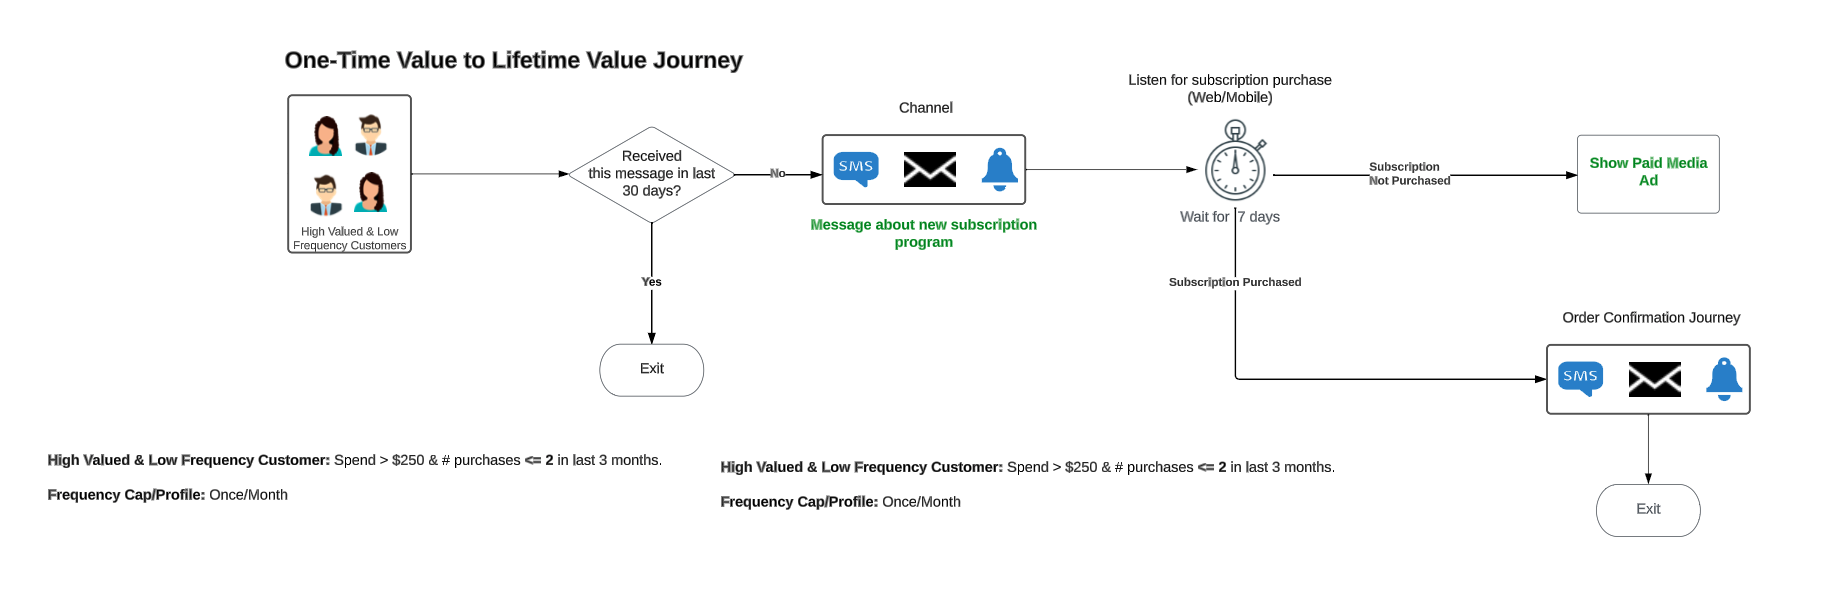 One-Time Value to Lifetime Value Journey
High Valued & Low
Frequency Customers
Received
this message in last
30 days?
No
Yes
Exit
Channel
SMS
Message about new subscription
program
Listen for subscription purchase
(Web/Mobile)
Wait for 7 days
Subscription
Not Purchased
Show Paid Media
Ad
Subscription Purchased
Order Confirmation Journey
SMS
Exit
High Valued & Low Frequency Customer: Spend > $250 & # purchases <= 2 in last 3 months.
Frequency Cap/Profile: Once/Month
High Valued & Low Frequency Customer: Spend > $250 & # purchases <= 2 in last 3 months.
Frequency Cap/Profile: Once/Month